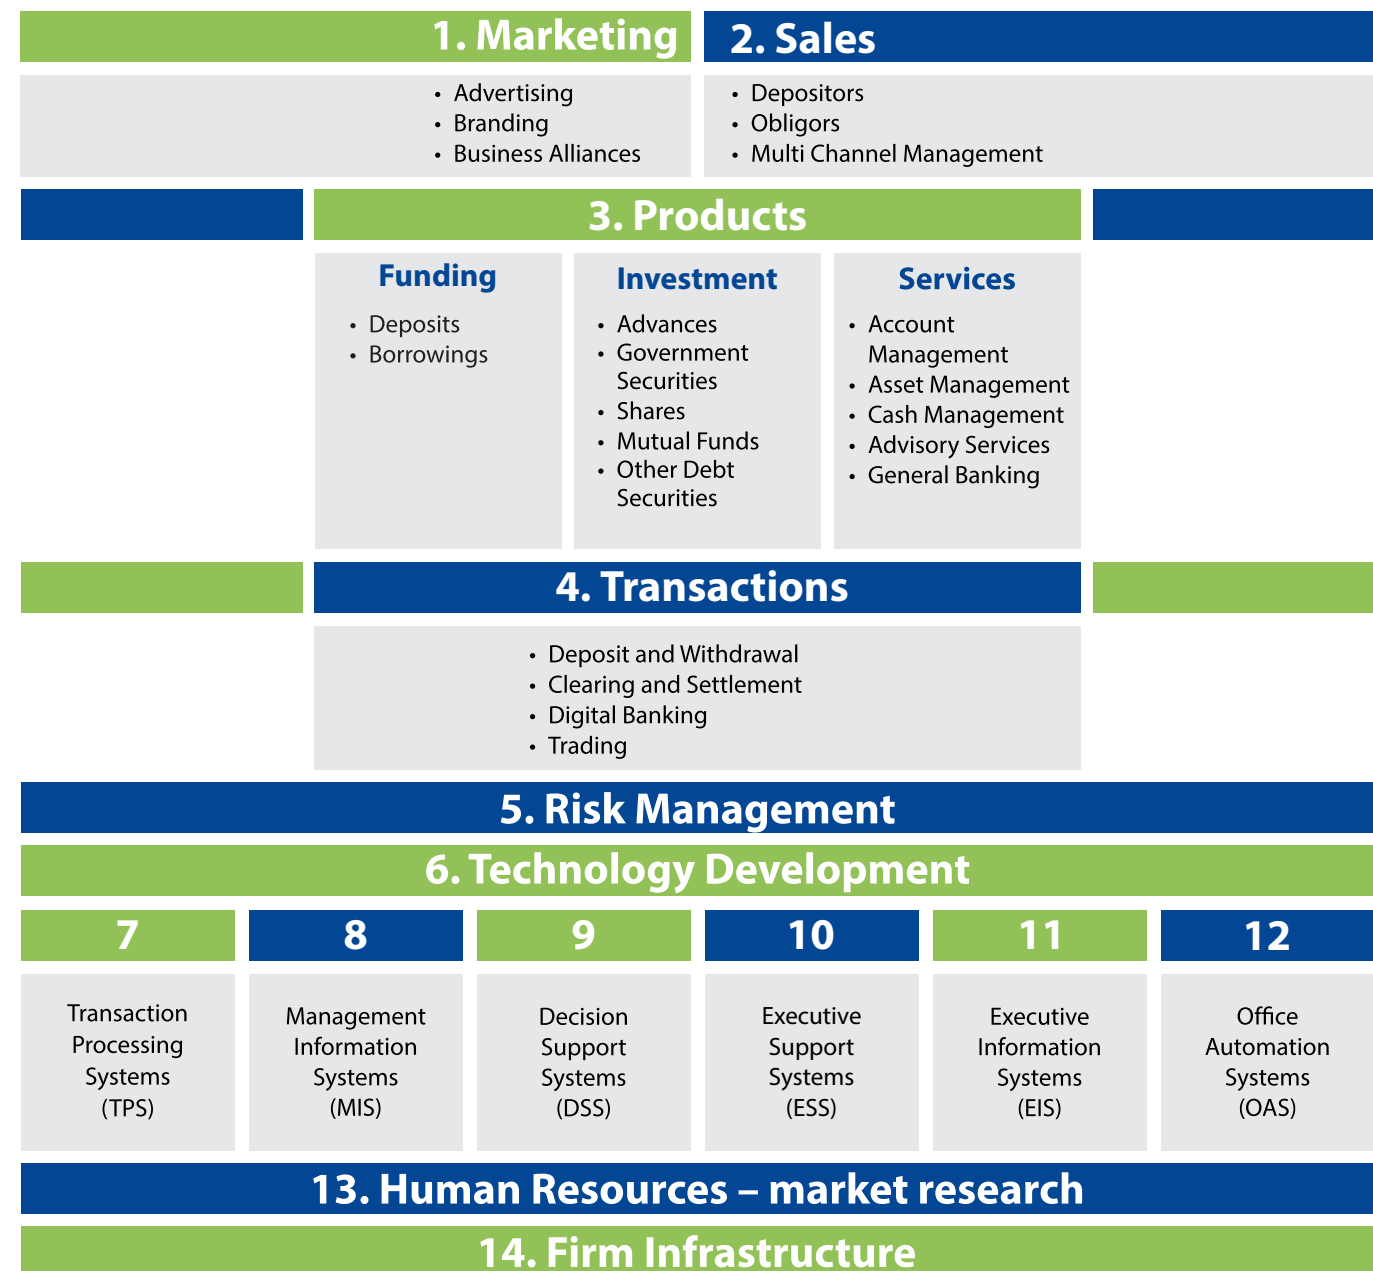 1. Marketing
• Advertising
• Branding
• Business Alliances
2. Sales
• Depositors
• Obligors
• Multi Channel Management
3. Products
Funding
• Deposits
• Borrowings
Investment
• Advances
• Government
Securities
• Shares
• Mutual Funds
• Other Debt
Securities
Services
• Account
Management
• Asset Management
• Cash Management
• Advisory Services
• General Banking
4. Transactions
• Deposit and Withdrawal
• Clearing and Settlement
• Digital Banking
• Trading
5. Risk Management
6. Technology Development
7
Transaction
Processing
Systems
(TPS)
8
Management
Information
Systems
(MIS)
9
Decision
Support
Systems
(DSS)
10
Executive
Support
Systems
(ESS)
11
Executive
Information
Systems
(EIS)
12
Office
Automation
Systems
(OAS)
13. Human Resources – market research
14. Firm Infrastructure